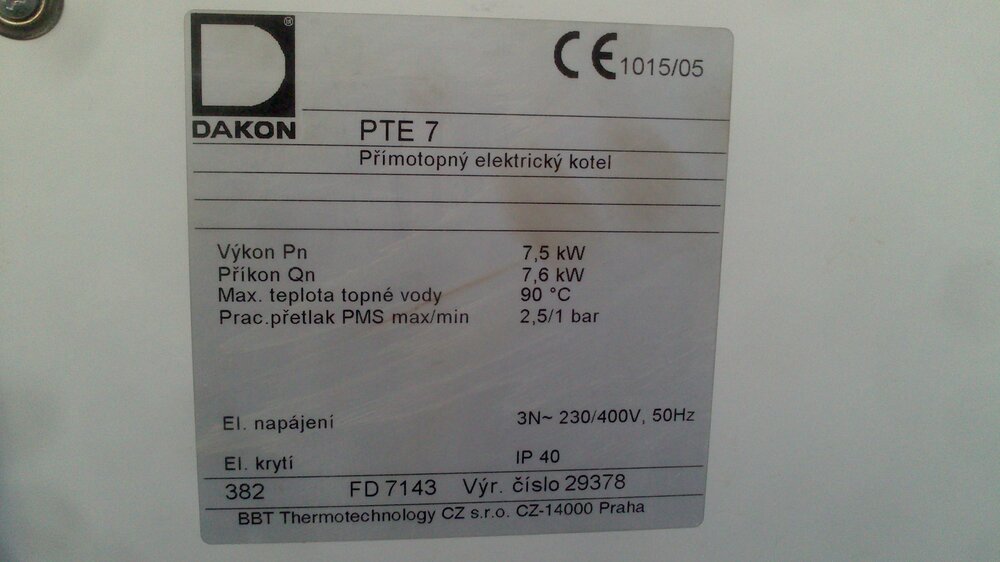 ®
DAKON
CE 1015/05
PTE 7
Přímotopný elektrický kotel
Výkon Pn 7,5 kW
Příkon Qn 7,6 kW
Max. teplota topné vody 90 °C
Prac.přetlak PMS max/min 2,5/1 bar
El. napájení 3N~ 230/400V, 50Hz
El. krytí IP 40
382 FD 7143 Výr. číslo 29378
BBT Thermotechnology CZ s.r.o. CZ-14000 Praha